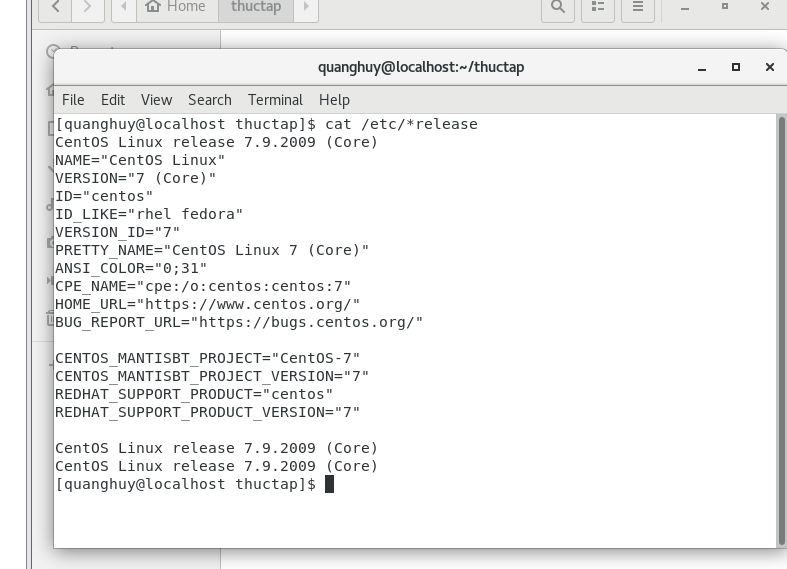 Home
thuctap
quanghuy@localhost:~/thuctap
File Edit View Search Terminal Help
[quanghuy@localhost thuctap]$ cat /etc/*release
CentOS Linux release 7.9.2009 (Core)
NAME="CentOS Linux"
VERSION="7 (Core)"
ID="centos"
ID_LIKE="rhel fedora"
VERSION_ID="7"
PRETTY_NAME="CentOS Linux 7 (Core)"
ANSI_COLOR="0;31"
CPE_NAME="cpe:/o:centos:centos:7"
HOME_URL="https://www.centos.org/"
BUG_REPORT_URL="https://bugs.centos.org/"

CENTOS_MANTISBT_PROJECT="CentOS-7"
CENTOS_MANTISBT_PROJECT_VERSION="7"
REDHAT_SUPPORT_PRODUCT="centos"
REDHAT_SUPPORT_PRODUCT_VERSION="7"

CentOS Linux release 7.9.2009 (Core)
CentOS Linux release 7.9.2009 (Core)
[quanghuy@localhost thuctap]$